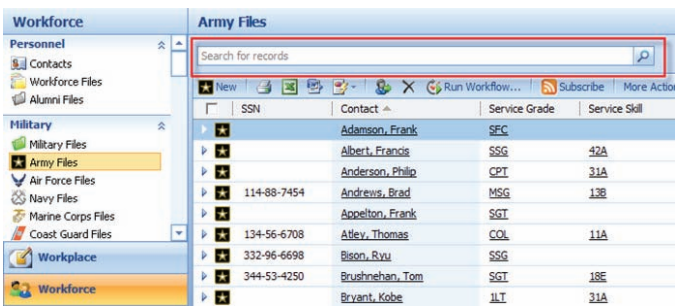 Workforce
Army Files
Personnel
Contacts
Workforce Files
Alumni Files
Military
Military Files
Army Files
Air Force Files
Navy Files
Marine Corps Files
Coast Guard Files
Workplace
Workforce
Search for records
New Run Workflow... Subscribe More Actio
SSN Contact Service Grade Service Skill
Adamson, Frank SFC
Albert, Francis SSG 42A
Anderson, Philip CPT 31A
114-88-7454 Andrews, Brad MSG 13B
Appelton, Frank SGT
134-56-6708 Atley, Thomas COL 11A
332-96-6698 Bison, Ryu SSG
344-53-4250 Brushnehan, Tom SGT 18E
Bryant, Kobe 1LT 31A